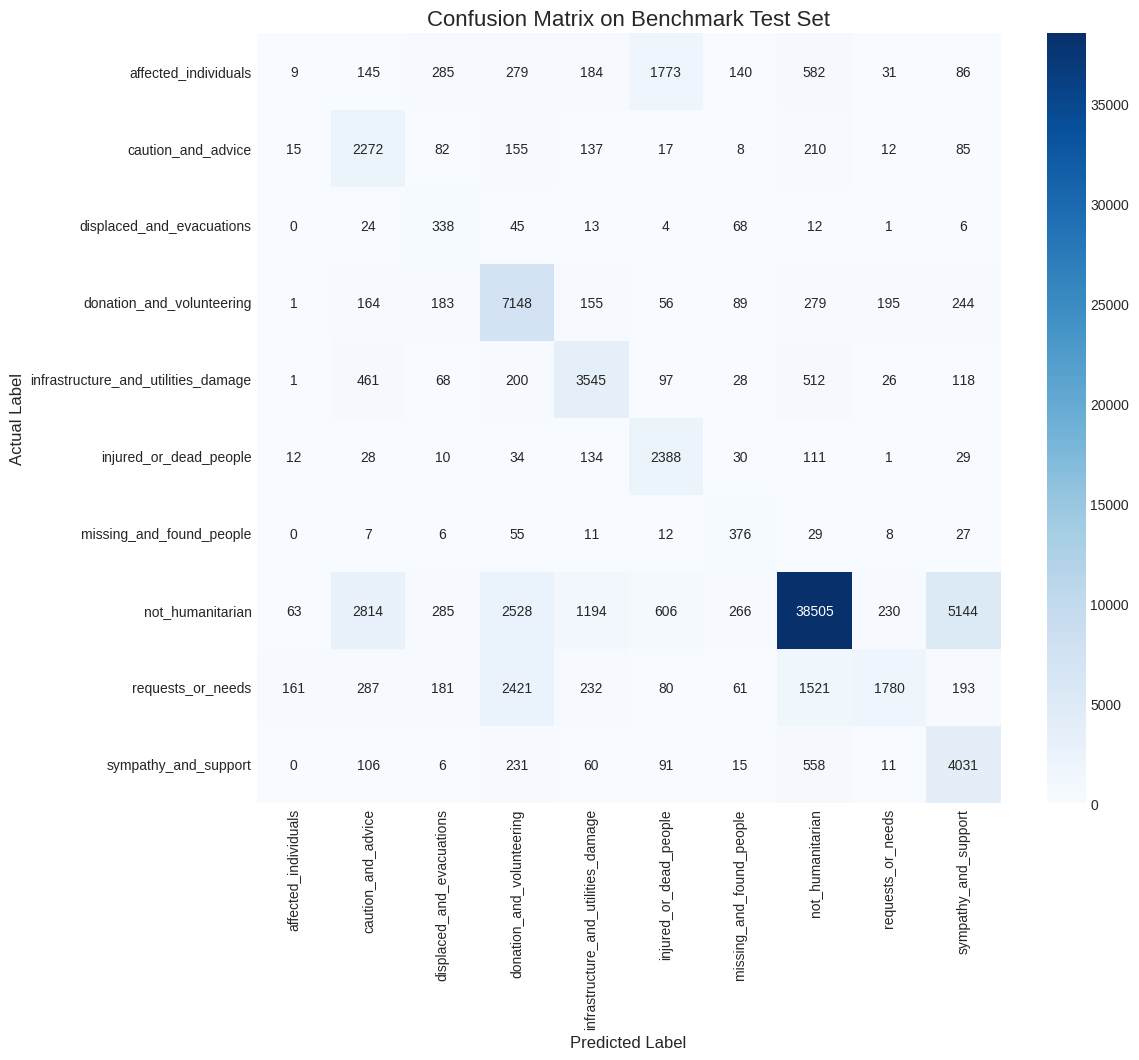 Confusion Matrix on Benchmark Test Set
affected_individuals 9 145 285 279 184 1773 140 582 31 86
caution_and_advice 15 2272 82 155 137 17 8 210 12 85
displaced_and_evacuations 0 24 338 45 13 4 68 12 1 6
donation_and_volunteering 1 164 183 7148 155 56 89 279 195 244
infrastructure_and_utilities_damage 1 461 68 200 3545 97 28 512 26 118
injured_or_dead_people 12 28 10 34 134 2388 30 111 1 29
missing_and_found_people 0 7 6 55 11 12 376 29 8 27
not_humanitarian 63 2814 285 2528 1194 606 266 38505 230 5144
requests_or_needs 161 287 181 2421 232 80 61 1521 1780 193
sympathy_and_support 0 106 6 231 60 91 15 558 11 4031
Actual Label
affected_individuals
caution_and_advice
displaced_and_evacuations
donation_and_volunteering
infrastructure_and_utilities_damage
injured_or_dead_people
missing_and_found_people
not_humanitarian
requests_or_needs
sympathy_and_support
Predicted Label
35000
30000
25000
20000
15000
10000
5000
0